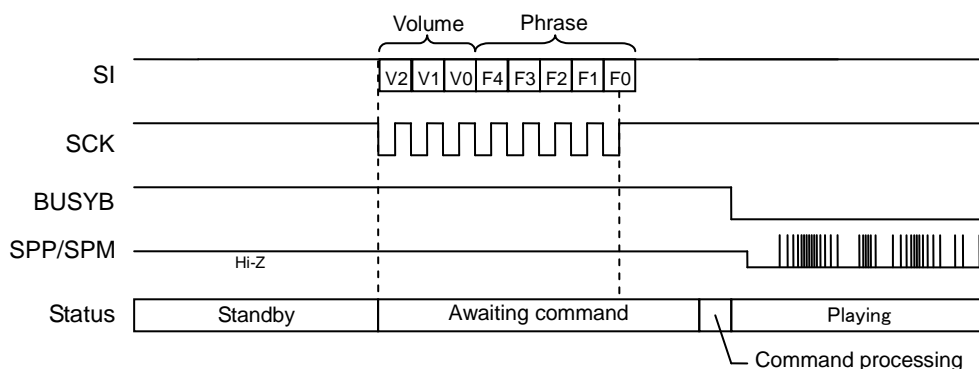 Volume Phrase
SI V2 V1 V0 F4 F3 F2 F1 F0
SCK
BUSYB
SPP/SPM
Hi-Z
Status Standby Awaiting command Playing
Command processing